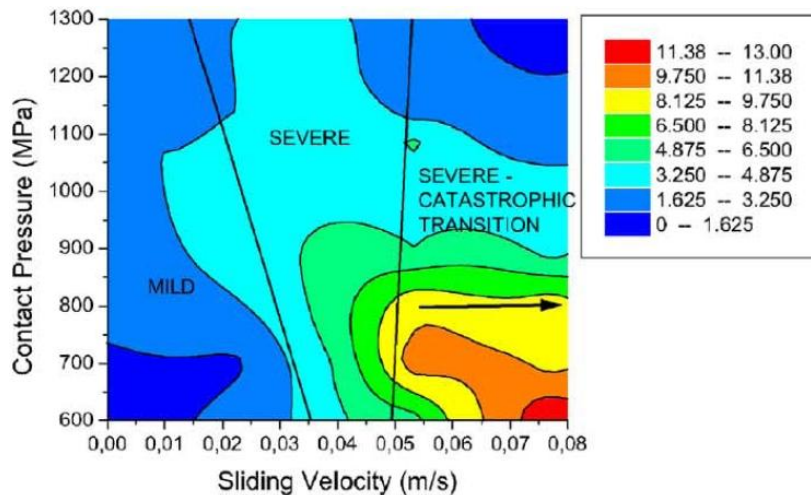 1300
1200
1100
1000
900
800
700
600
Contact Pressure (MPa)
SEVERE
SEVERE -
CATASTROPHIC
TRANSITION
MILD
0,00 0,01 0,02 0,03 0,04 0,05 0,06 0,07 0,08
Sliding Velocity (m/s)
11.38 -- 13.00
9.750 -- 11.38
8.125 -- 9.750
6.500 -- 8.125
4.875 -- 6.500
3.250 -- 4.875
1.625 -- 3.250
0 -- 1.625